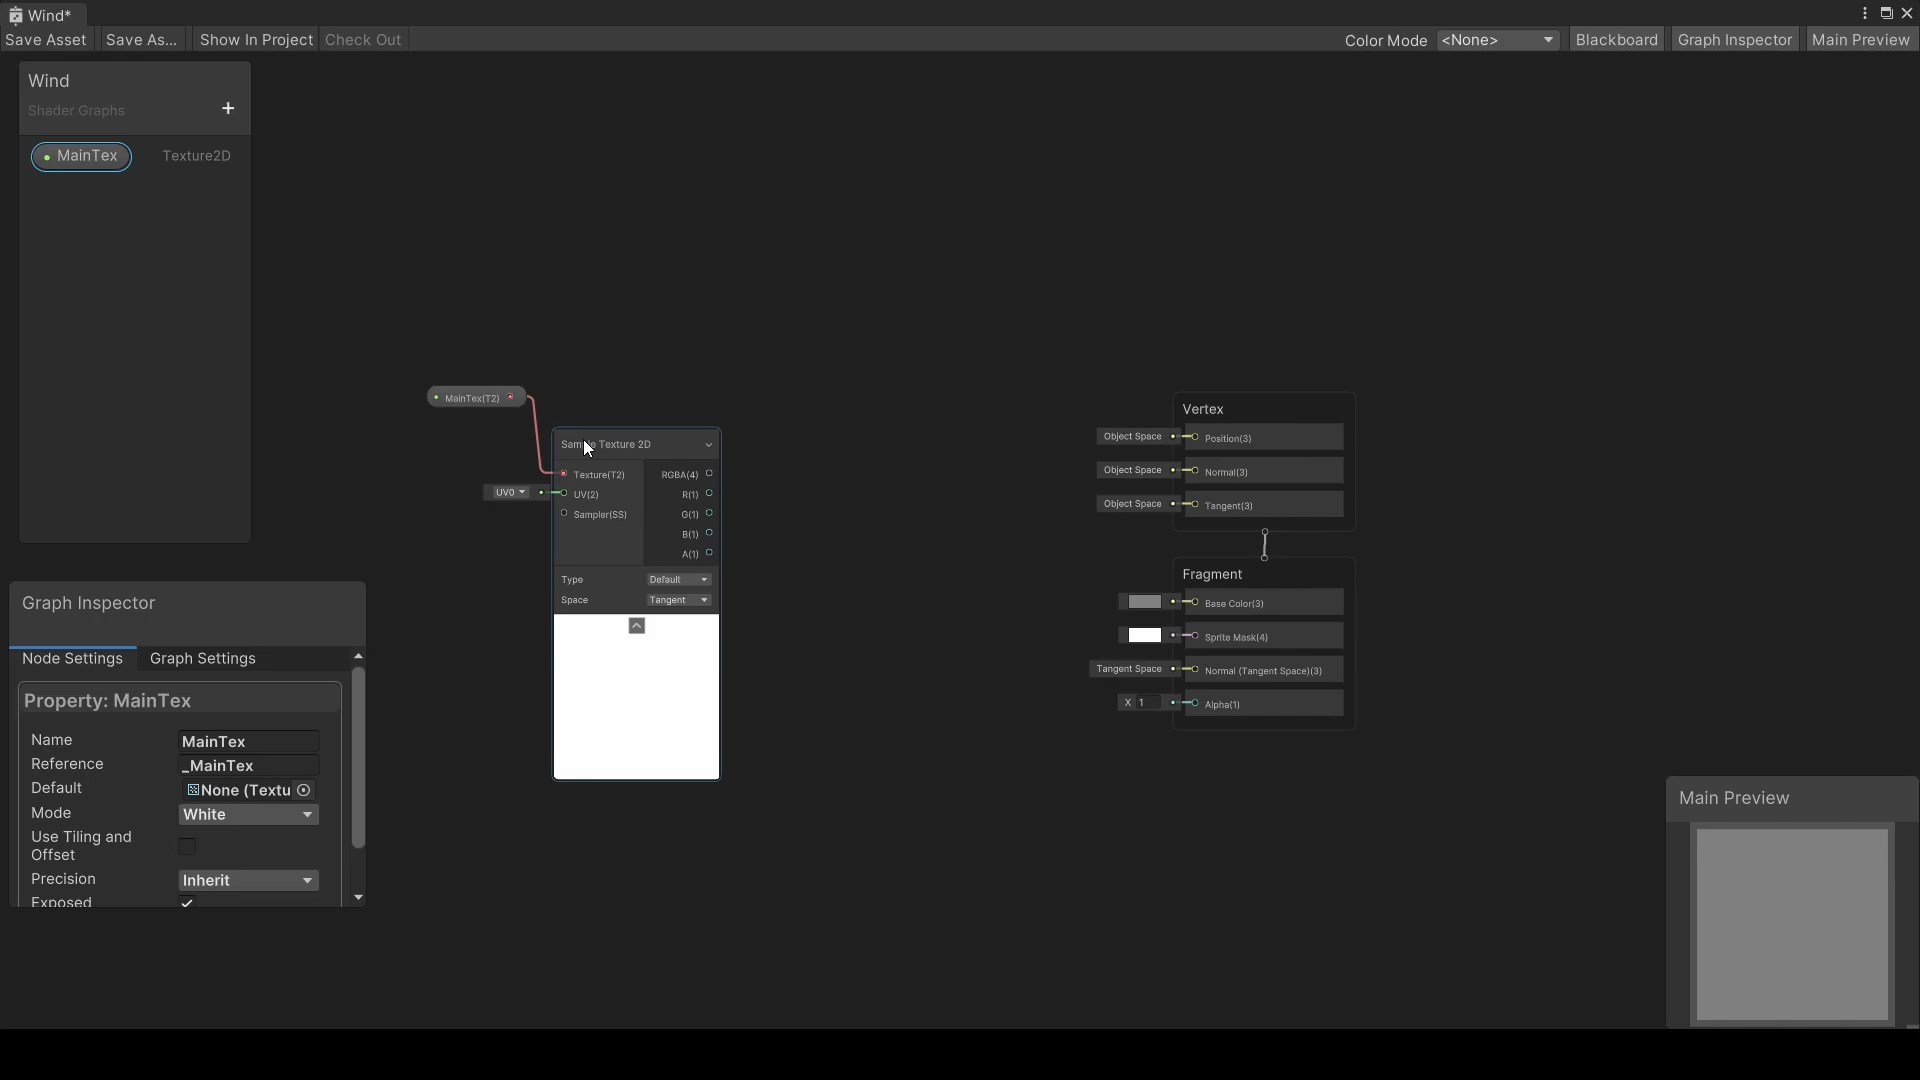 Wind*
Save Asset
Save As...
Show In Project
Check Out
Color Mode
<None>
Blackboard
Graph Inspector
Main Preview
Wind
Shader Graphs
+
MainTex
Texture2D
MainTex(T2)
Sample Texture 2D
Texture(T2)
RGBA(4)
UV0
UV(2)
R(1)
Sampler(SS)
G(1)
B(1)
A(1)
Type
Default
Space
Tangent
Vertex
Object Space
Position(3)
Object Space
Normal(3)
Object Space
Tangent(3)
Fragment
Base Color(3)
Sprite Mask(4)
Tangent Space
Normal (Tangent Space)(3)
X 1
Alpha(1)
Graph Inspector
Node Settings
Graph Settings
Property: MainTex
Name
MainTex
Reference
_MainTex
Default
None (Textu
Mode
White
Use Tiling and
Offset
Precision
Inherit
Exposed
Main Preview